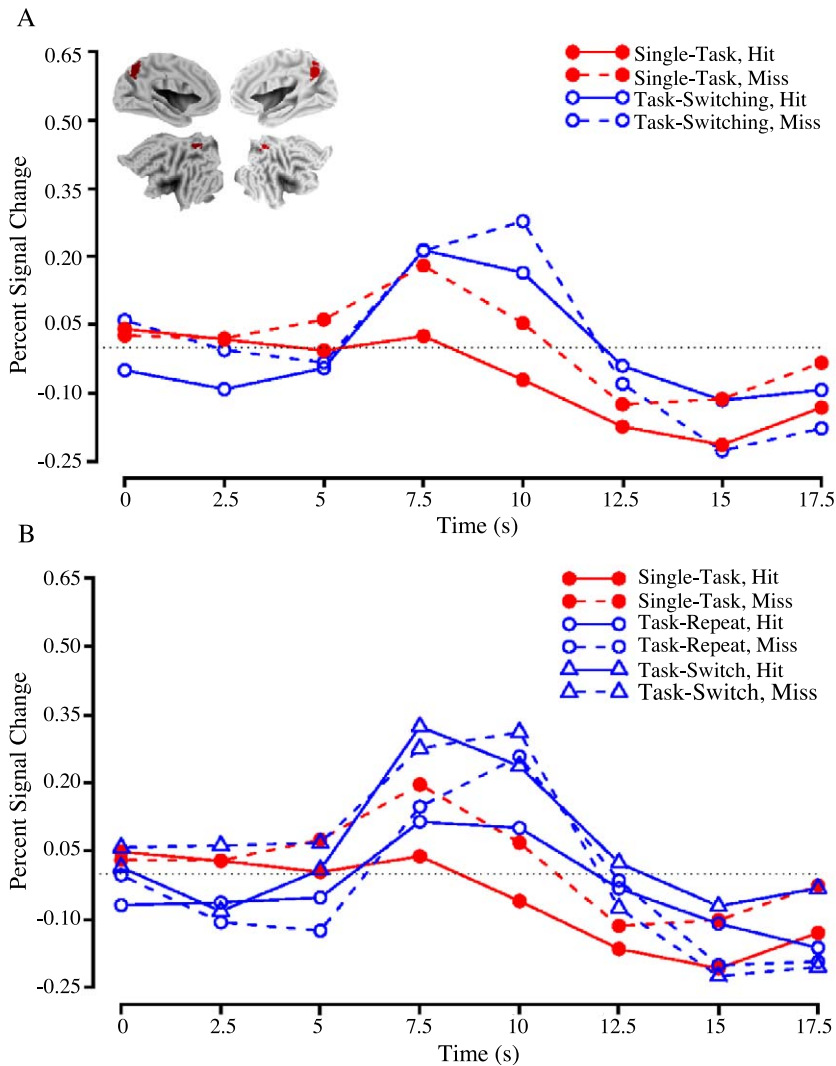 A
0.65
0.50
0.35
0.20
0.05
-0.10
-0.25
Percent Signal Change
Single-Task, Hit
Single-Task, Miss
Task-Switching, Hit
Task-Switching, Miss
0 2.5 5 7.5 10 12.5 15 17.5
Time (s)
B
0.65
0.50
0.35
0.20
0.05
-0.10
-0.25
Percent Signal Change
Single-Task, Hit
Single-Task, Miss
Task-Repeat, Hit
Task-Repeat, Miss
Task-Switch, Hit
Task-Switch, Miss
0 2.5 5 7.5 10 12.5 15 17.5
Time (s)